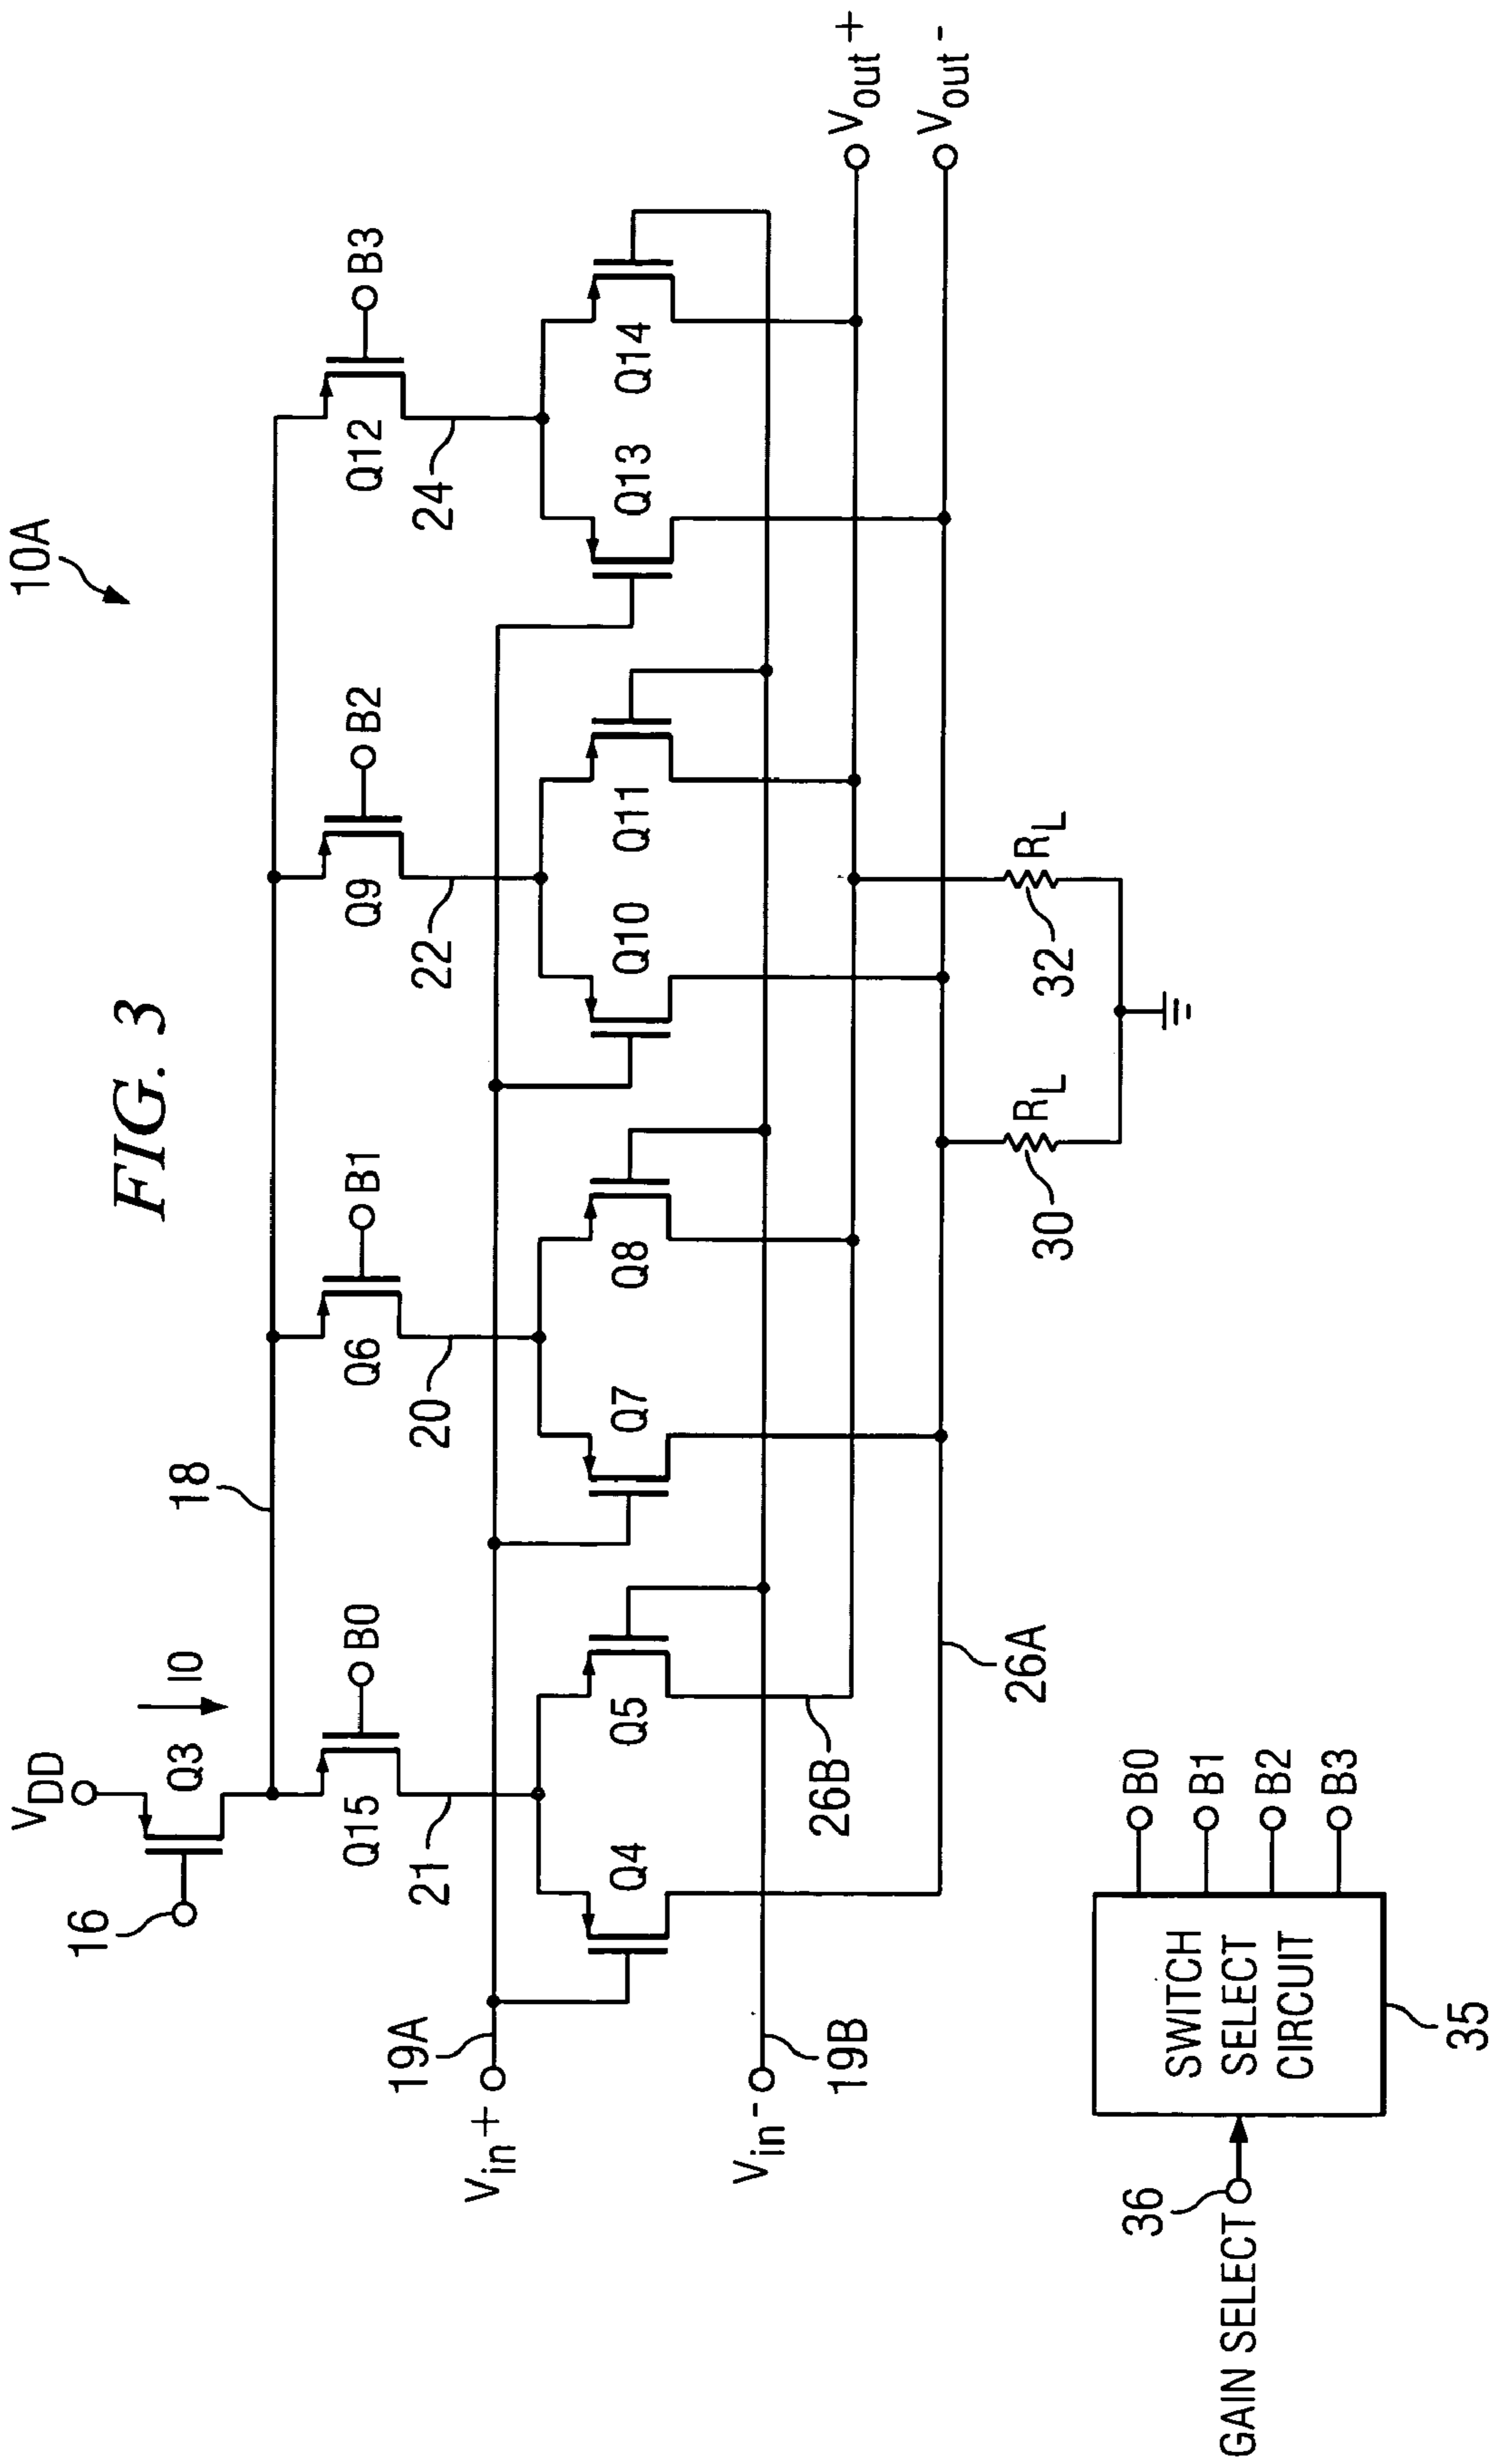 FIG. 3
10A
VDD
16
Q3
I0
18
Q15
B0
Q6
B1
Q9
B2
Q12
B3
21
20
22
24
19A
Vin+
Q4
Q5
Q7
Q8
Q10
Q11
Q13
Q14
Vin-
19B
26B
26A
Vout+
Vout-
30
RL
32
RL
GAIN SELECT
36
SWITCH
SELECT
CIRCUIT
35
B0
B1
B2
B3